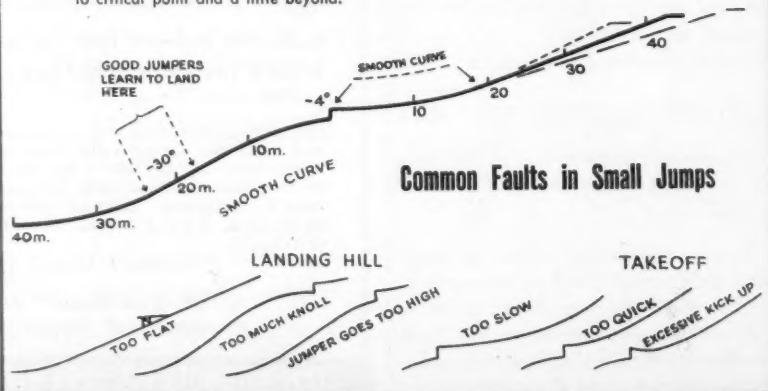 to critical point and a little beyond.
GOOD JUMPERS
LEARN TO LAND
HERE
SMOOTH CURVE
-4°
10
20
30
40
-30°
10m.
20m.
30m.
40m.
SMOOTH CURVE
Common Faults in Small Jumps
LANDING HILL
TAKEOFF
TOO FLAT
TOO MUCH KNOLL
JUMPER GOES TOO HIGH
TOO SLOW
TOO QUICK
EXCESSIVE KICK UP